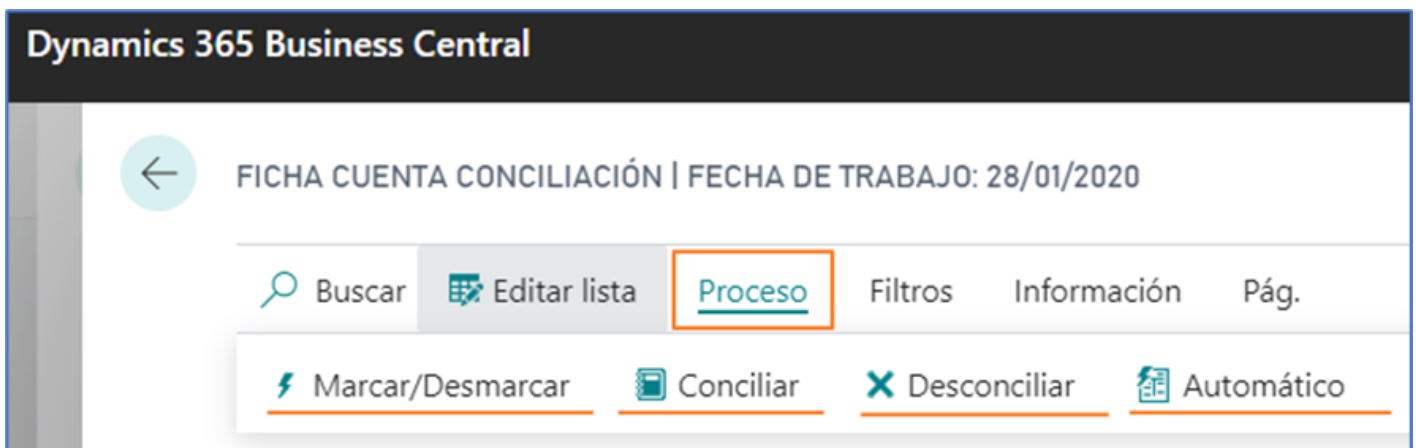 Dynamics 365 Business Central
FICHA CUENTA CONCILIACIÓN | FECHA DE TRABAJO: 28/01/2020
Buscar Editar lista Proceso Filtros Información Pág.
Marcar/Desmarcar Conciliar Desconciliar Automático